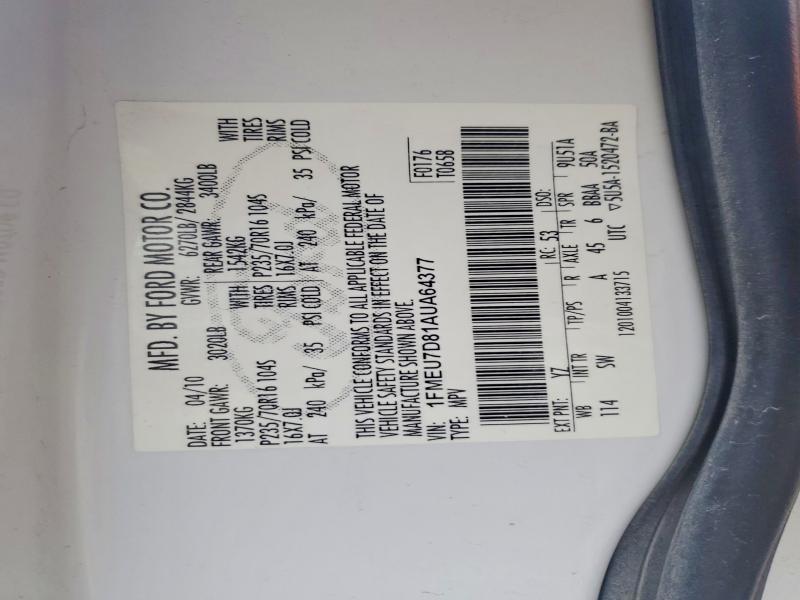 MFD. BY FORD MOTOR CO.
DATE: 04/10 GVWR: 6270LB/ 2844KG
FRONT GAWR: 3020LB REAR GAWR: 3400LB
1370KG WITH 1542KG WITH
P235/70R16 104S TIRES P235/70R16 104S TIRES
16X7.0J RIMS 16X7.0J RIMS
AT 240 kPa/ 35 PSI COLD AT 240 kPa/ 35 PSI COLD
THIS VEHICLE CONFORMS TO ALL APPLICABLE FEDERAL MOTOR
VEHICLE SAFETY STANDARDS IN EFFECT ON THE DATE OF
MANUFACTURE SHOWN ABOVE.
VIN: 1FMEU7D81AUA64377
TYPE: MPV
F0176
T065B
EXT PNT: YZ RC: 53 DSO:
WB INT TR TP/PS R AXLE TR SPR 9U51A
114 SW A 45 6 BBAA 50A
1201004133715 UTC ▽5U5A-1520472-BA